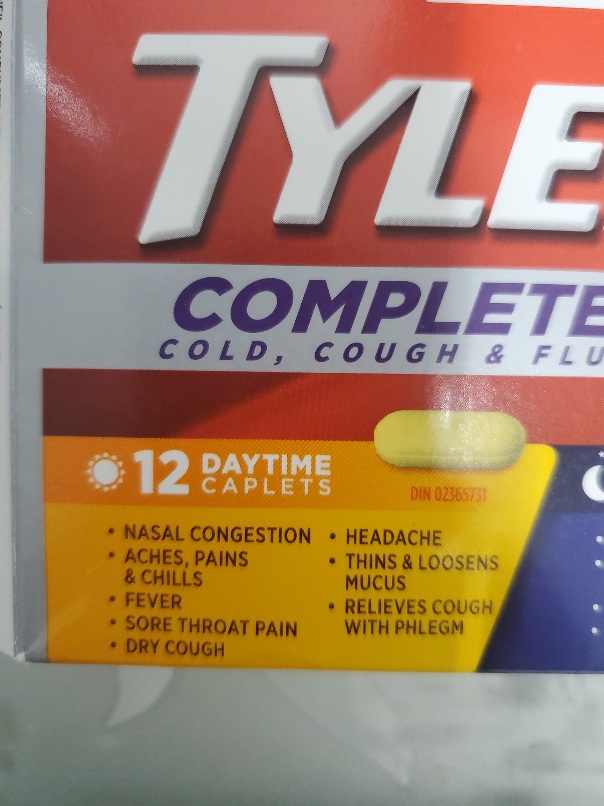 TYLE
COMPLETE
COLD, COUGH & FLU
12 DAYTIME
CAPLETS
DIN 02365731
• NASAL CONGESTION
• ACHES, PAINS
& CHILLS
• FEVER
• SORE THROAT PAIN
• DRY COUGH
• HEADACHE
• THINS & LOOSENS
MUCUS
• RELIEVES COUGH
WITH PHLEGM